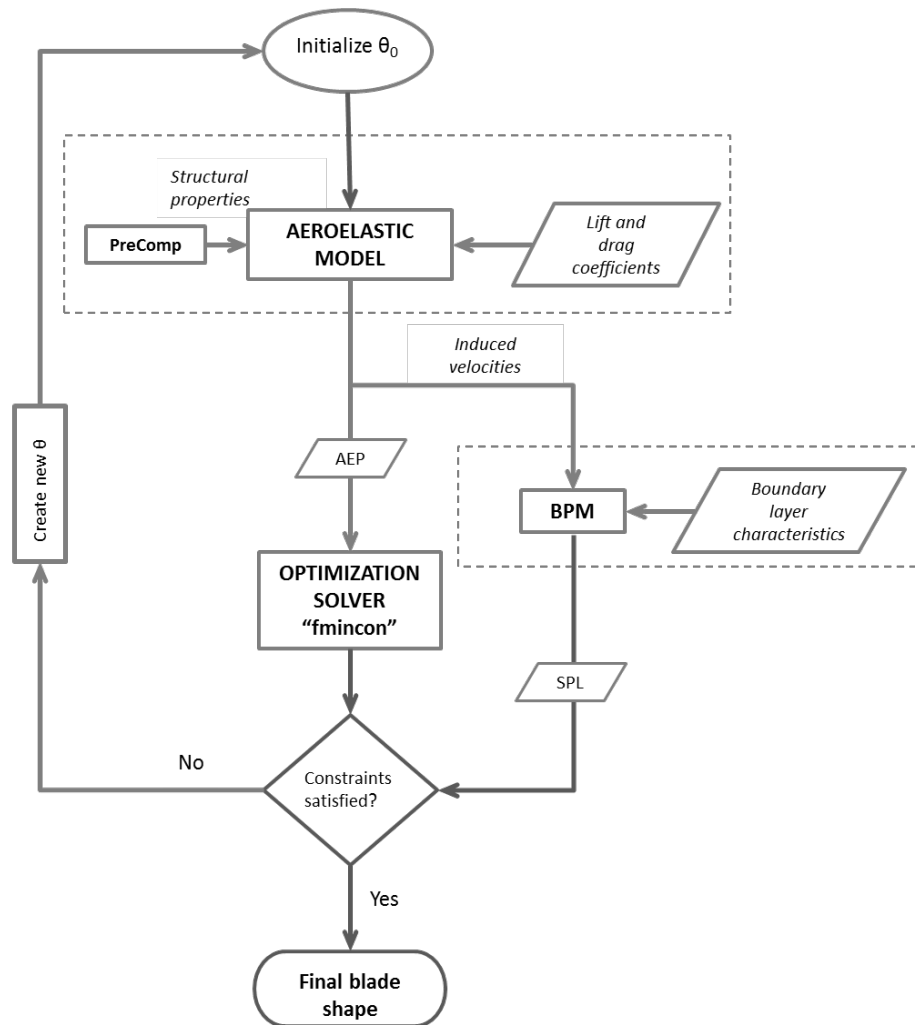 Initialize θ0
Structural
properties
PreComp
AEROELASTIC
MODEL
Lift and
drag
coefficients
Induced
velocities
AEP
BPM
Boundary
layer
characteristics
Create new θ
OPTIMIZATION
SOLVER
“fmincon”
SPL
No
Constraints
satisfied?
Yes
Final blade
shape